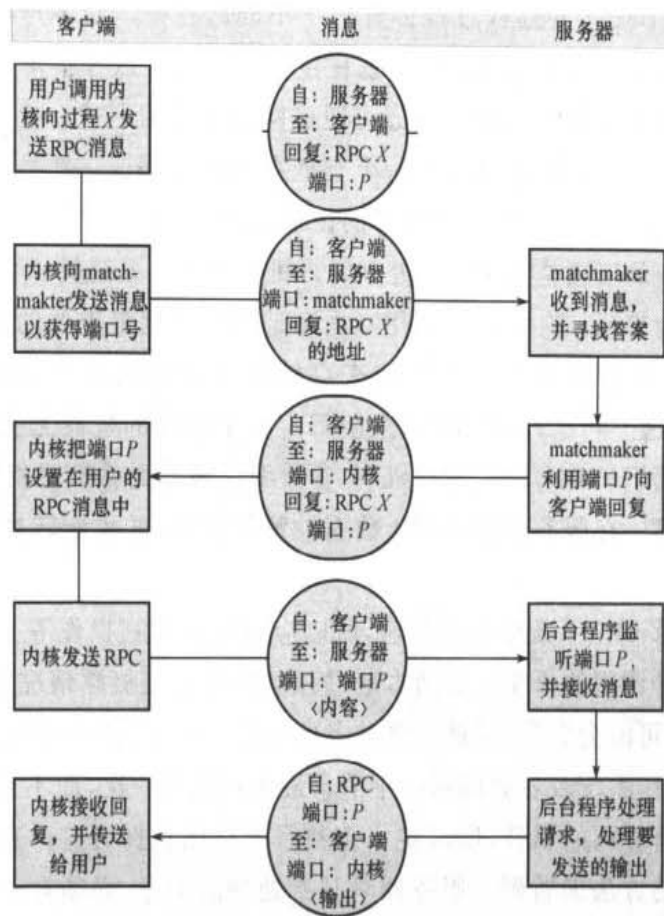 客户端 消息 服务器
用户调用内
核向过程X发
送RPC消息
自: 服务器
至: 客户端
回复: RPC X
端口: P
内核向match-
makter发送消息
以获得端口号
自: 客户端
至: 服务器
端口: matchmaker
回复: RPC X
的地址
matchmaker
收到消息,
并寻找答案
内核把端口P
设置在用户的
RPC消息中
自: 客户端
至: 服务器
端口: 内核
回复: RPC X
端口: P
matchmaker
利用端口P向
客户端回复
内核发送RPC
自: 客户端
至: 服务器
端口: 端口P
〈内容〉
后台程序监
听端口P,
并接收消息
内核接收回
复, 并传送
给用户
自: RPC
端口: P
至: 客户端
端口: 内核
〈输出〉
后台程序处理
请求, 处理要
发送的输出